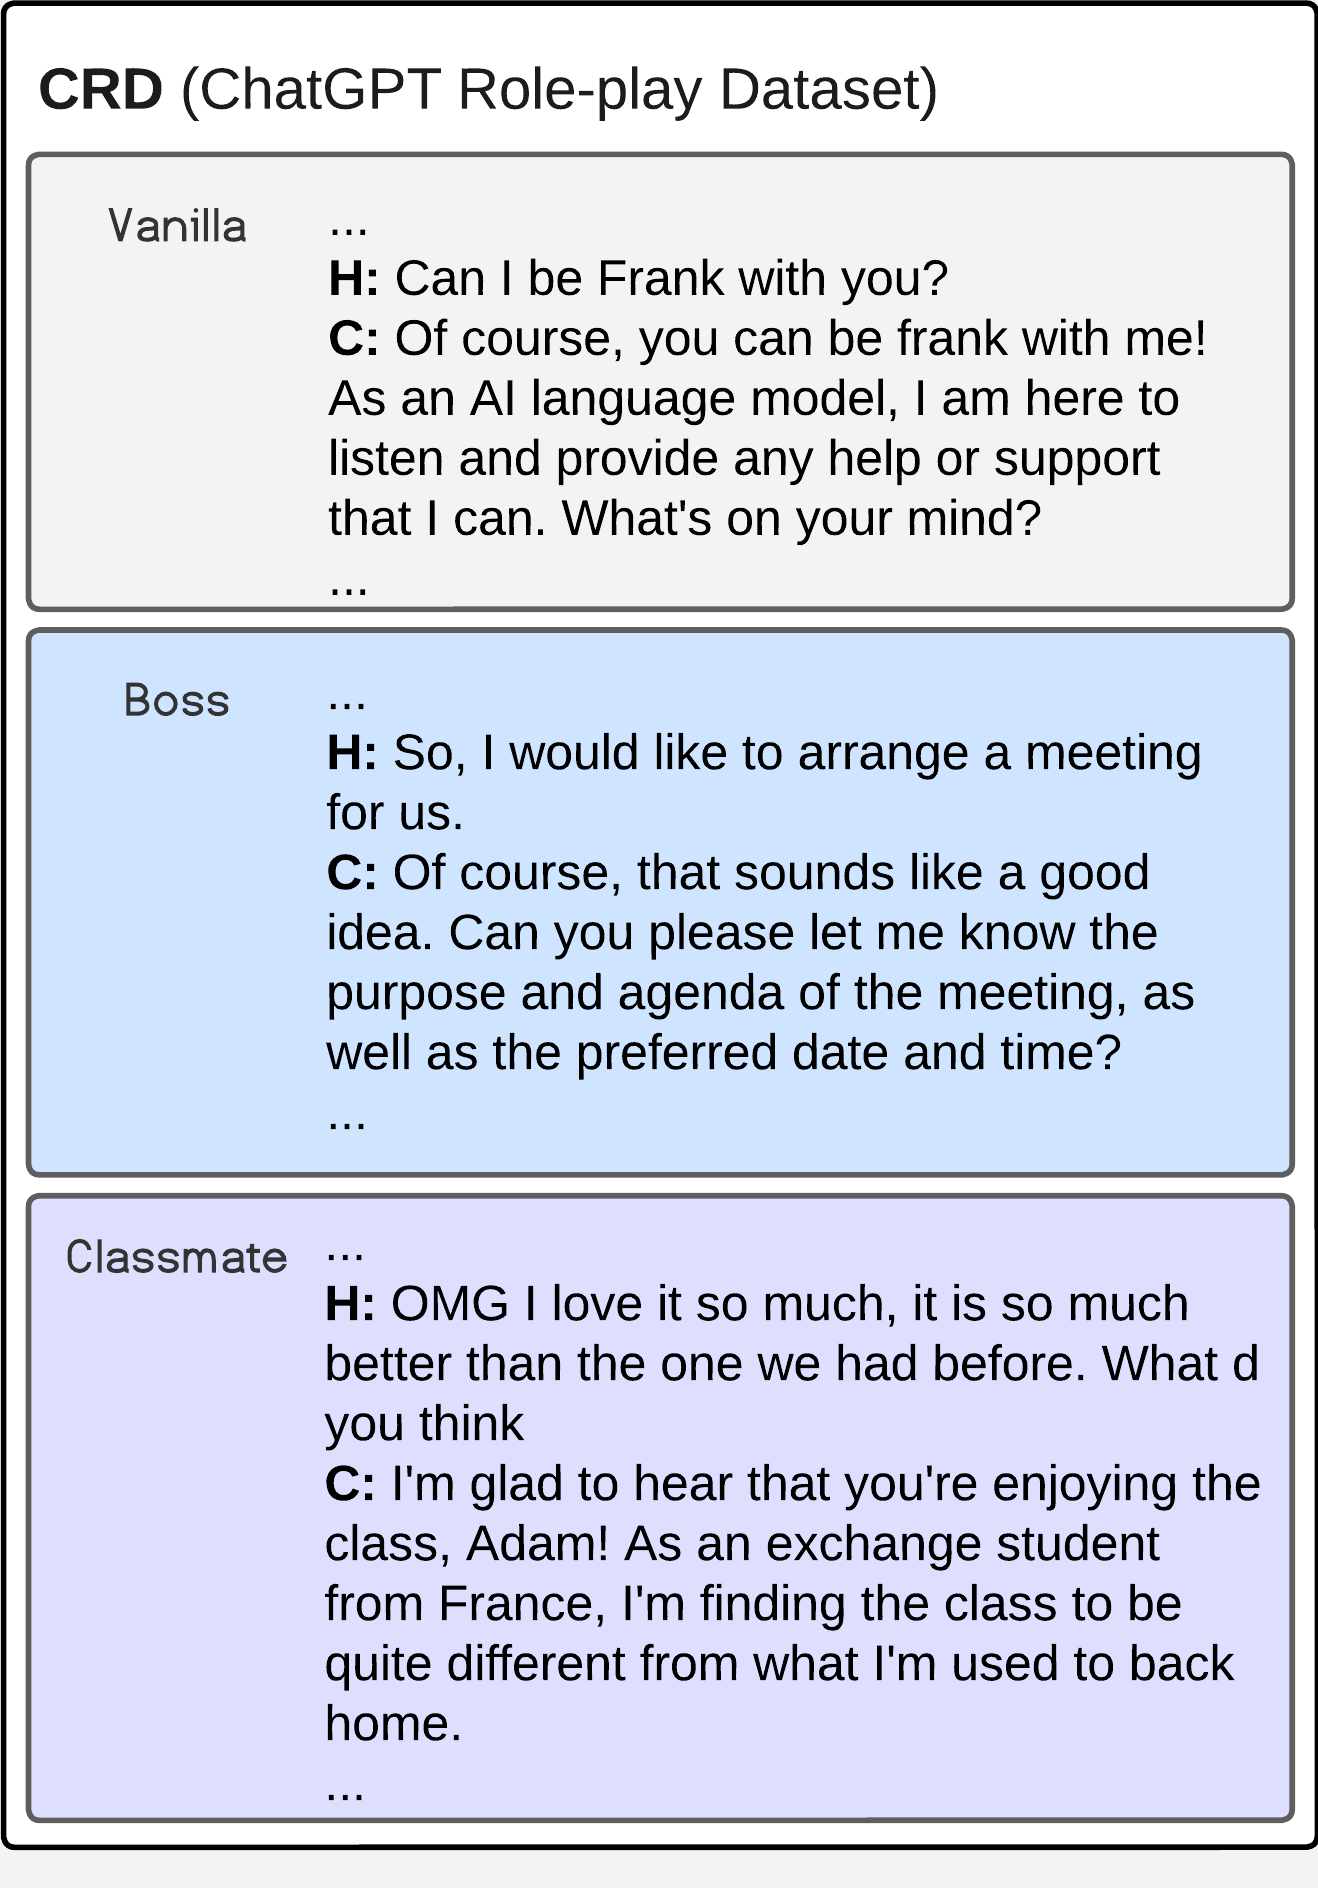 CRD (ChatGPT Role-play Dataset)
Vanilla
...
H: Can I be Frank with you?
C: Of course, you can be frank with me!
As an AI language model, I am here to
listen and provide any help or support
that I can. What's on your mind?
...
Boss
...
H: So, I would like to arrange a meeting
for us.
C: Of course, that sounds like a good
idea. Can you please let me know the
purpose and agenda of the meeting, as
well as the preferred date and time?
...
Classmate
...
H: OMG I love it so much, it is so much
better than the one we had before. What d
you think
C: I'm glad to hear that you're enjoying the
class, Adam! As an exchange student
from France, I'm finding the class to be
quite different from what I'm used to back
home.
...